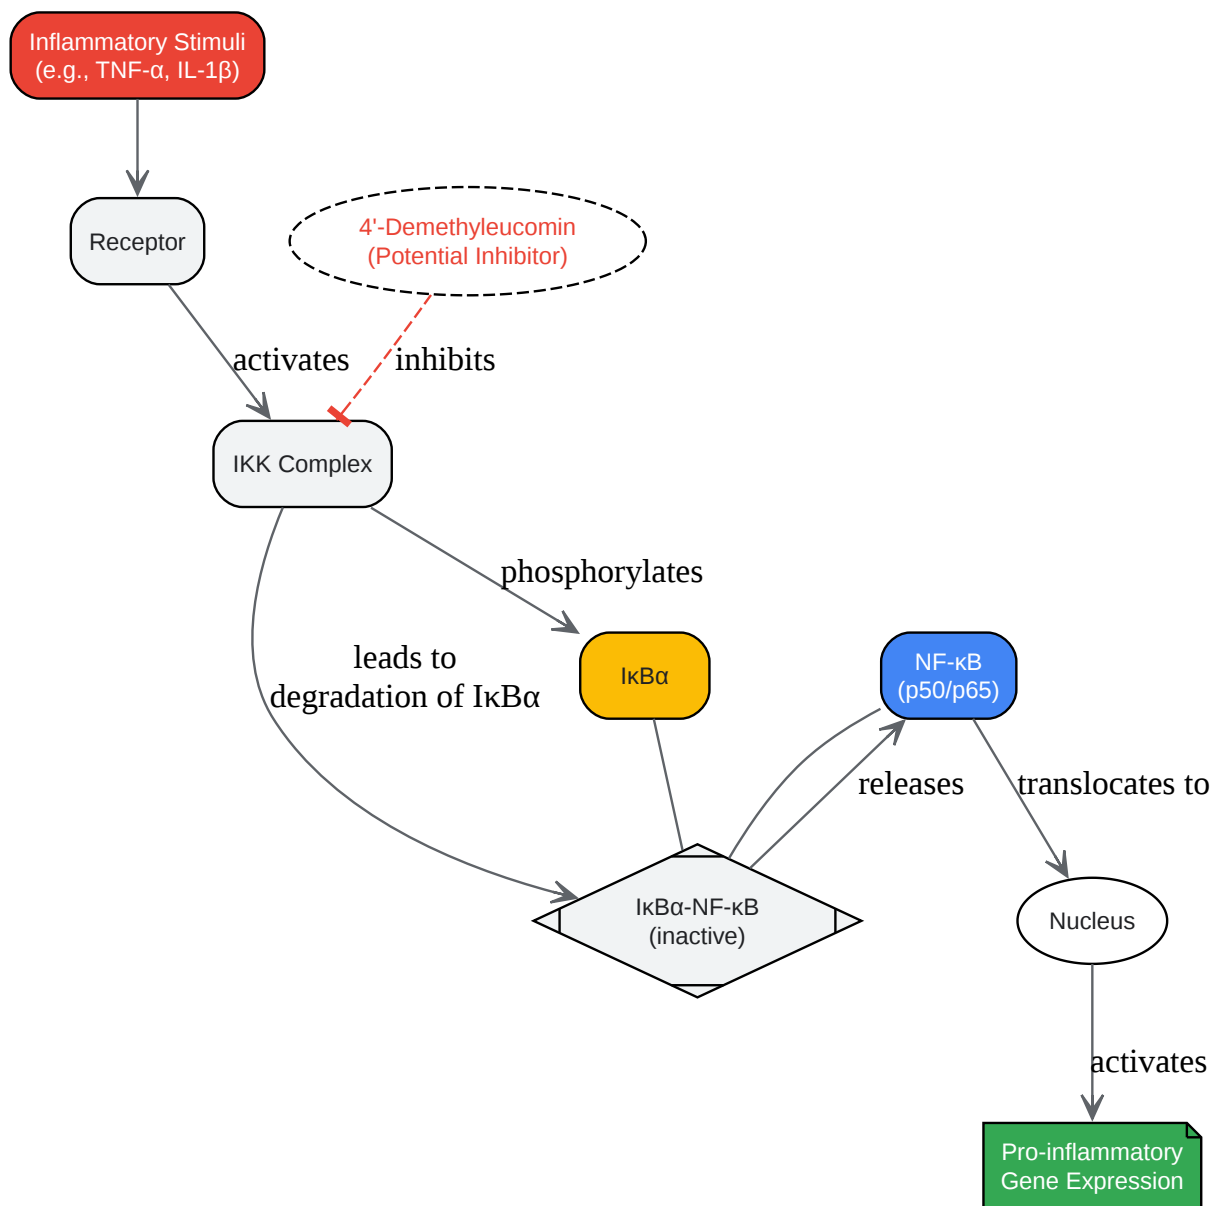 Inflammatory Stimuli
(e.g., TNF-α, IL-1β)
Receptor
4'-Demethyleucomin
(Potential Inhibitor)
activates
inhibits
IKK Complex
phosphorylates
leads to
degradation of IκBα
IκBα
NF-κB
(p50/p65)
releases
translocates to
IκBα-NF-κB
(inactive)
Nucleus
activates
Pro-inflammatory
Gene Expression